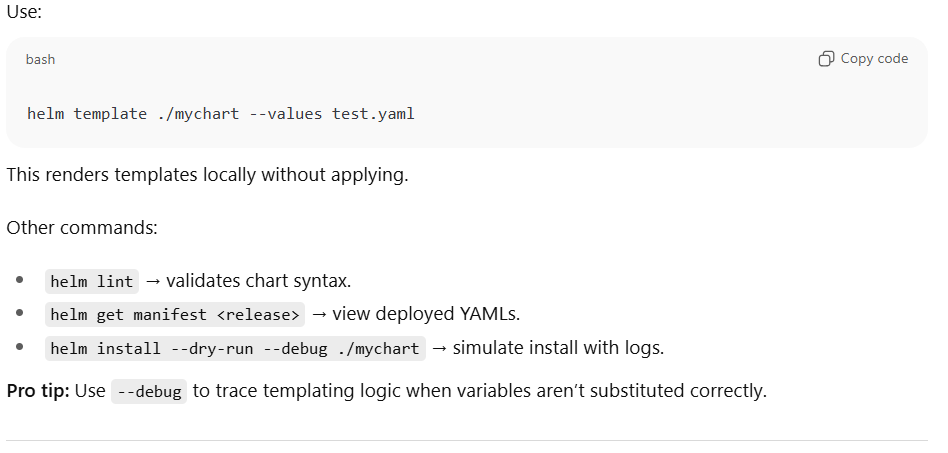 Use:
bash
Copy code
helm template ./mychart --values test.yaml
This renders templates locally without applying.
Other commands:
• helm lint → validates chart syntax.
• helm get manifest <release> → view deployed YAMLs.
• helm install --dry-run --debug ./mychart → simulate install with logs.
Pro tip: Use --debug to trace templating logic when variables aren’t substituted correctly.